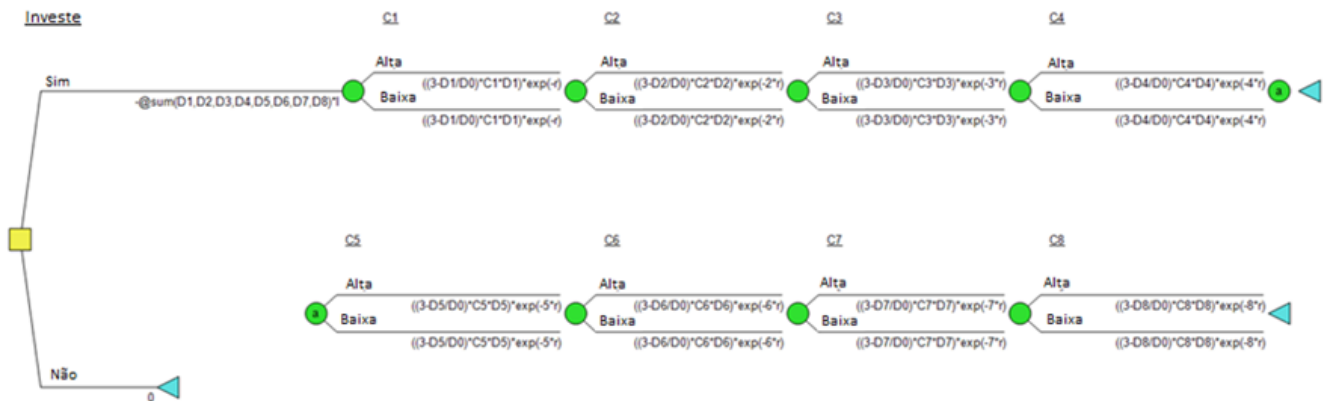 Investe
C1 C2 C3 C4
Sim
-@sum(D1,D2,D3,D4,D5,D6,D7,D8)*I
Alta Alta Alta Alta
((3-D1/D0)*C1*D1)*exp(-r) ((3-D2/D0)*C2*D2)*exp(-2*r) ((3-D3/D0)*C3*D3)*exp(-3*r) ((3-D4/D0)*C4*D4)*exp(-4*r)
a
Baixa Baixa Baixa Baixa
((3-D1/D0)*C1*D1)*exp(-r) ((3-D2/D0)*C2*D2)*exp(-2*r) ((3-D3/D0)*C3*D3)*exp(-3*r) ((3-D4/D0)*C4*D4)*exp(-4*r)
C5 C6 C7 C8
Alta Alta Alta Alta
((3-D5/D0)*C5*D5)*exp(-5*r) ((3-D6/D0)*C6*D6)*exp(-6*r) ((3-D7/D0)*C7*D7)*exp(-7*r) ((3-D8/D0)*C8*D8)*exp(-8*r)
a
Baixa Baixa Baixa Baixa
((3-D5/D0)*C5*D5)*exp(-5*r) ((3-D6/D0)*C6*D6)*exp(-6*r) ((3-D7/D0)*C7*D7)*exp(-7*r) ((3-D8/D0)*C8*D8)*exp(-8*r)
Não
0